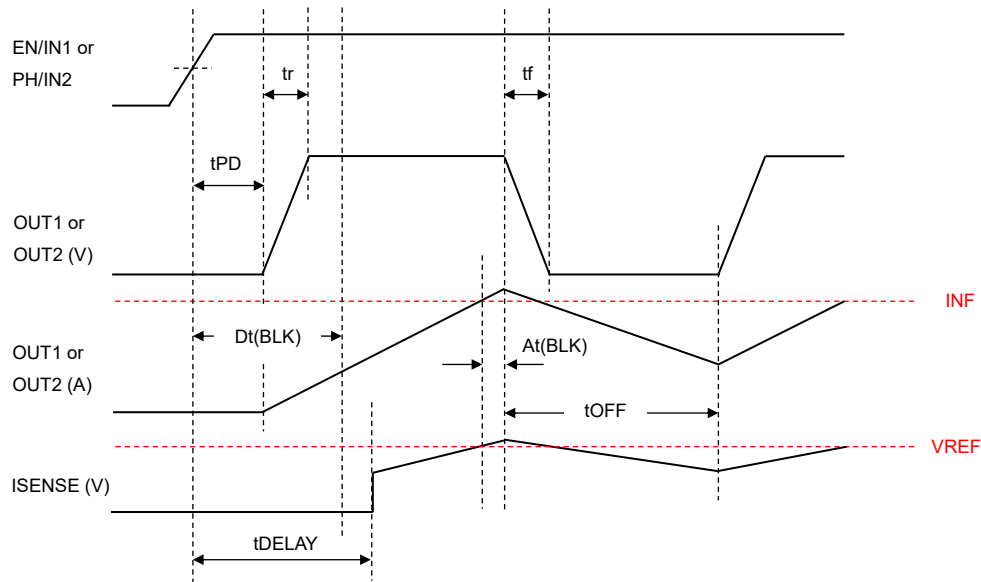 EN/IN1 or
PH/IN2
tr
tf
tPD
OUT1 or
OUT2 (V)
INF
Dt(BLK)
At(BLK)
OUT1 or
OUT2 (A)
tOFF
VREF
ISENSE (V)
tDELAY